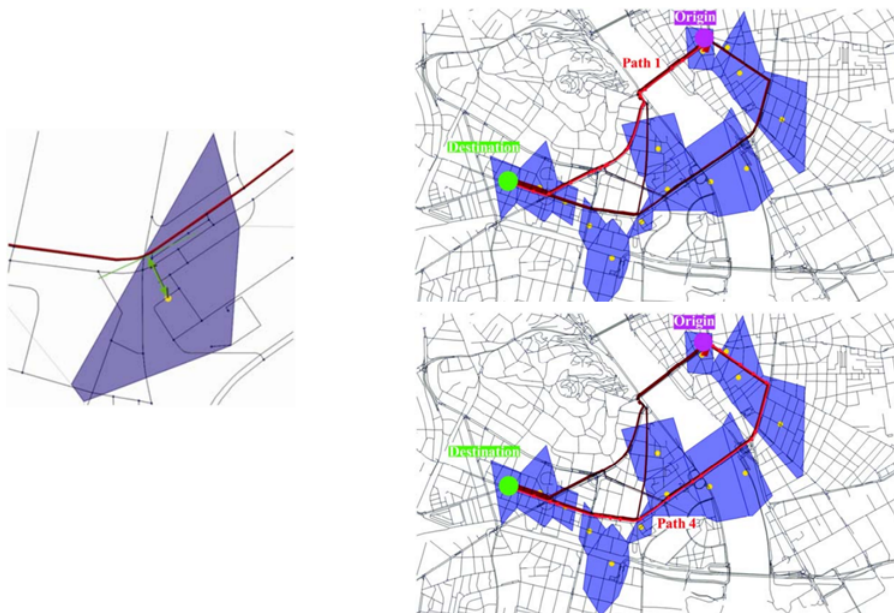 Origin
Path 1
Destination
Origin
Destination
Path 4